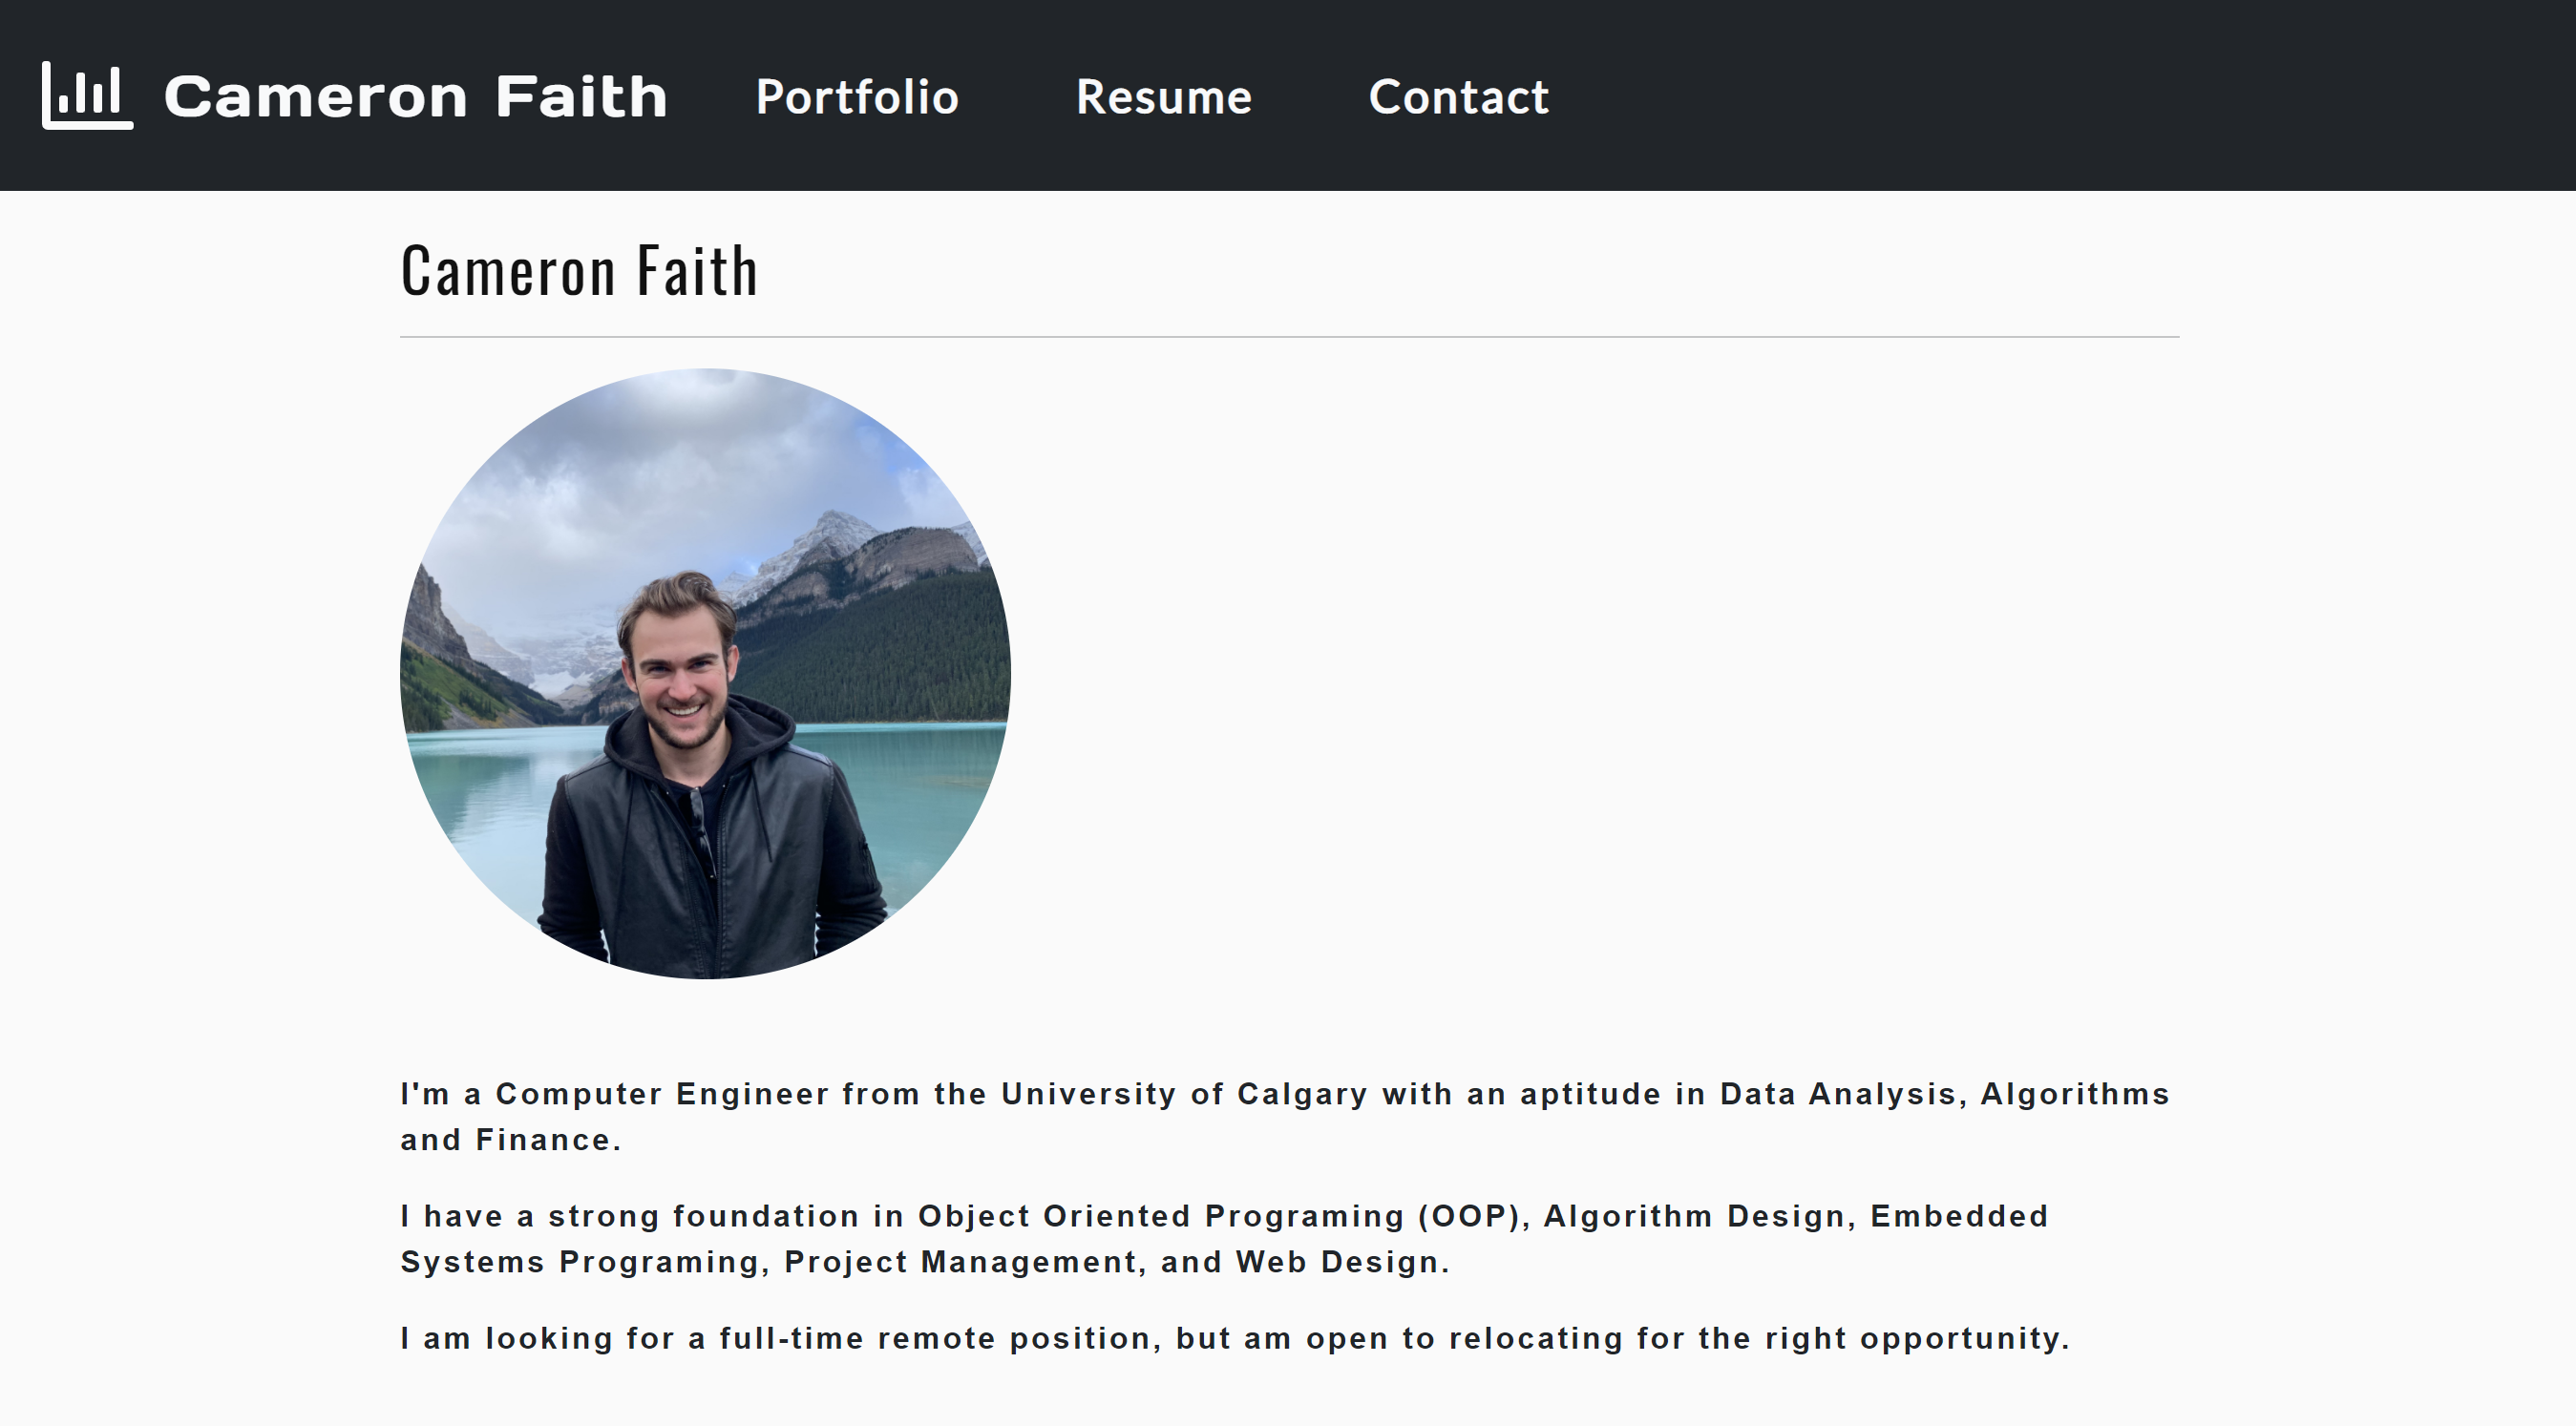 Cameron Faith Portfolio Resume Contact
Cameron Faith
I'm a Computer Engineer from the University of Calgary with an aptitude in Data Analysis, Algorithms
and Finance.
I have a strong foundation in Object Oriented Programing (OOP), Algorithm Design, Embedded
Systems Programing, Project Management, and Web Design.
I am looking for a full-time remote position, but am open to relocating for the right opportunity.